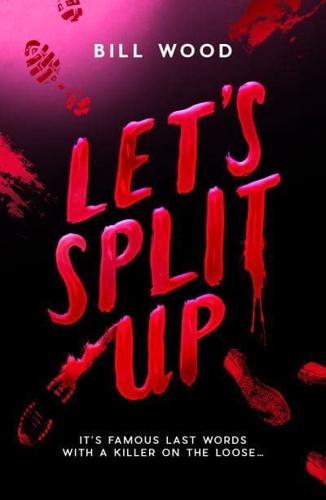 BILL WOOD
LET'S
SPLIT
UP
IT'S FAMOUS LAST WORDS
WITH A KILLER ON THE LOOSE...